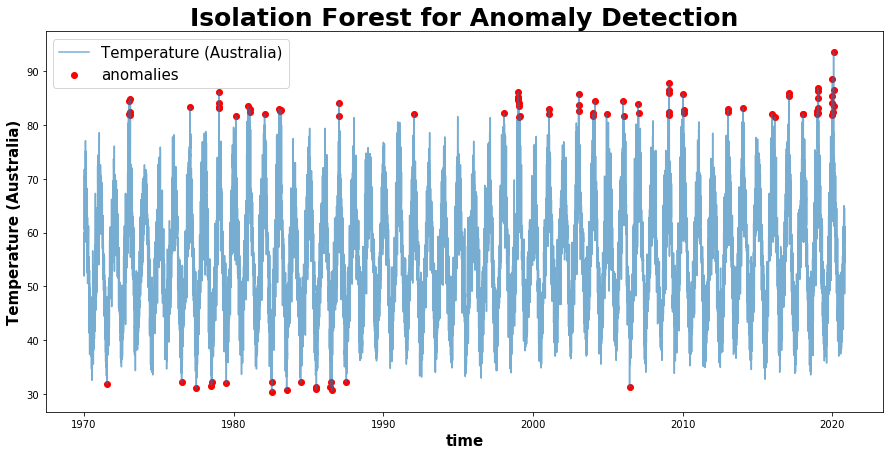 Isolation Forest for Anomaly Detection
Temperature (Australia)
anomalies
Temperature (Australia)
90
80
70
60
50
40
30
1970
1980
1990
2000
2010
2020
time